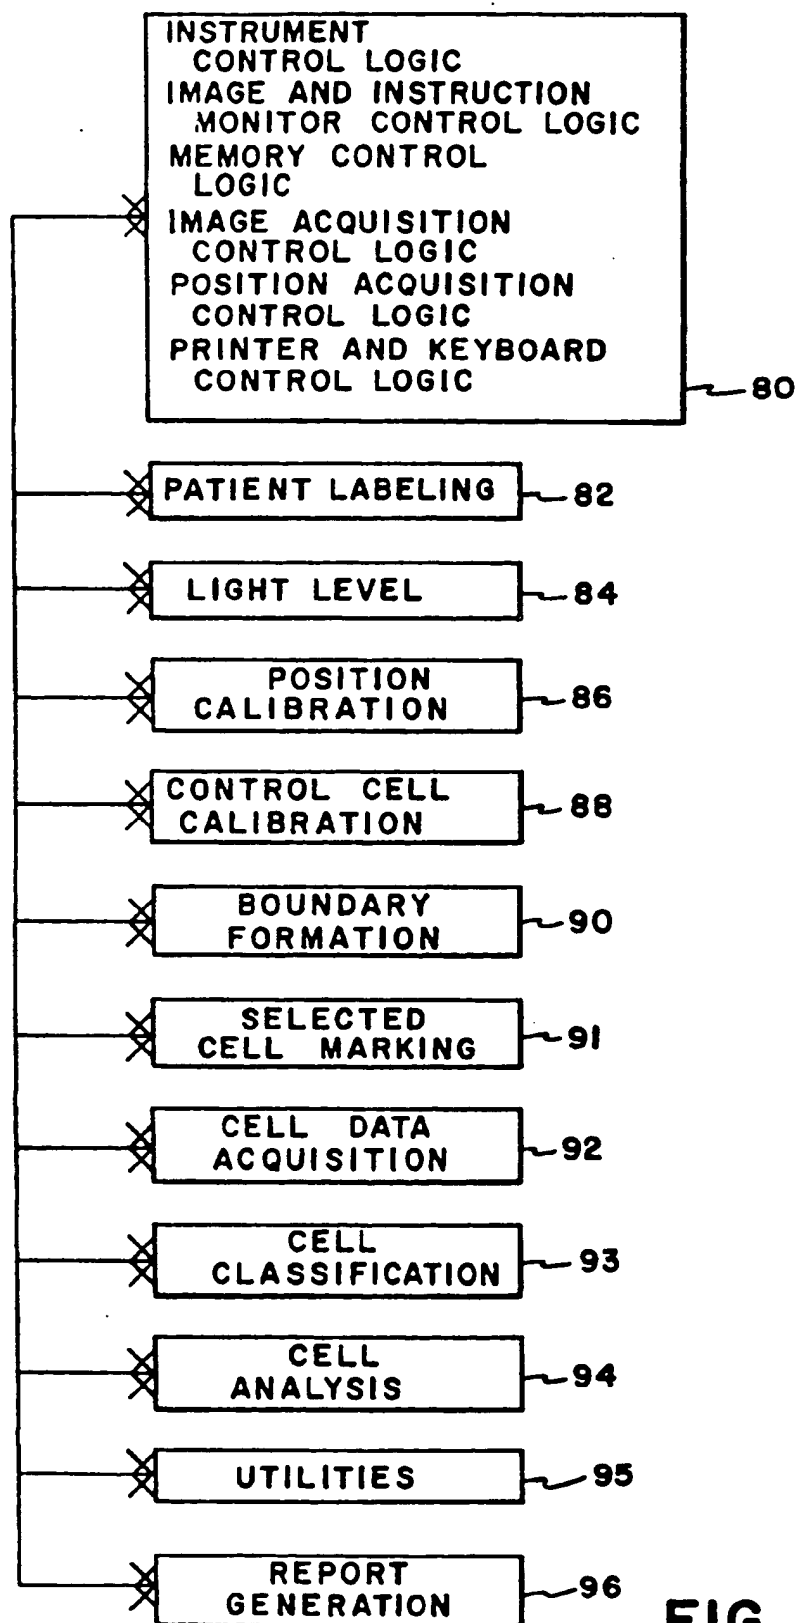 INSTRUMENT
CONTROL LOGIC
IMAGE AND INSTRUCTION
MONITOR CONTROL LOGIC
MEMORY CONTROL
LOGIC
IMAGE ACQUISITION
CONTROL LOGIC
POSITION ACQUISITION
CONTROL LOGIC
PRINTER AND KEYBOARD
CONTROL LOGIC
80
PATIENT LABELING
82
LIGHT LEVEL
84
POSITION
CALIBRATION
86
CONTROL CELL
CALIBRATION
88
BOUNDARY
FORMATION
90
SELECTED
CELL MARKING
91
CELL DATA
ACQUISITION
92
CELL
CLASSIFICATION
93
CELL
ANALYSIS
94
UTILITIES
95
REPORT
GENERATION
96
FIG